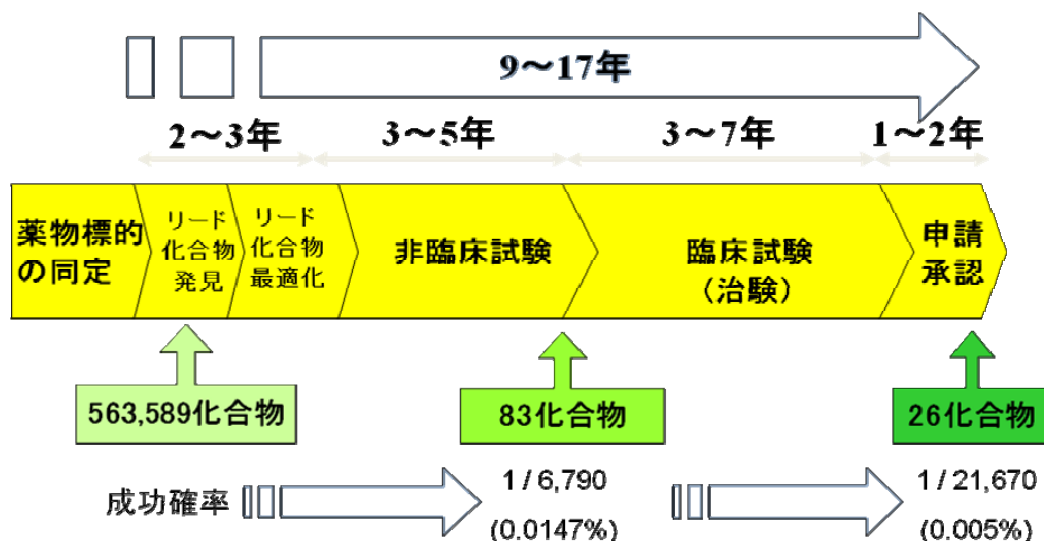 9～17年
2～3年
3～5年
3～7年
1～2年
薬物標的
の同定
リード
化合物
発見
リード
化合物
最適化
非臨床試験
臨床試験
（治験）
申請
承認
563,589化合物
83化合物
26化合物
成功確率
1 / 6,790
(0.0147%)
1 / 21,670
(0.005%)